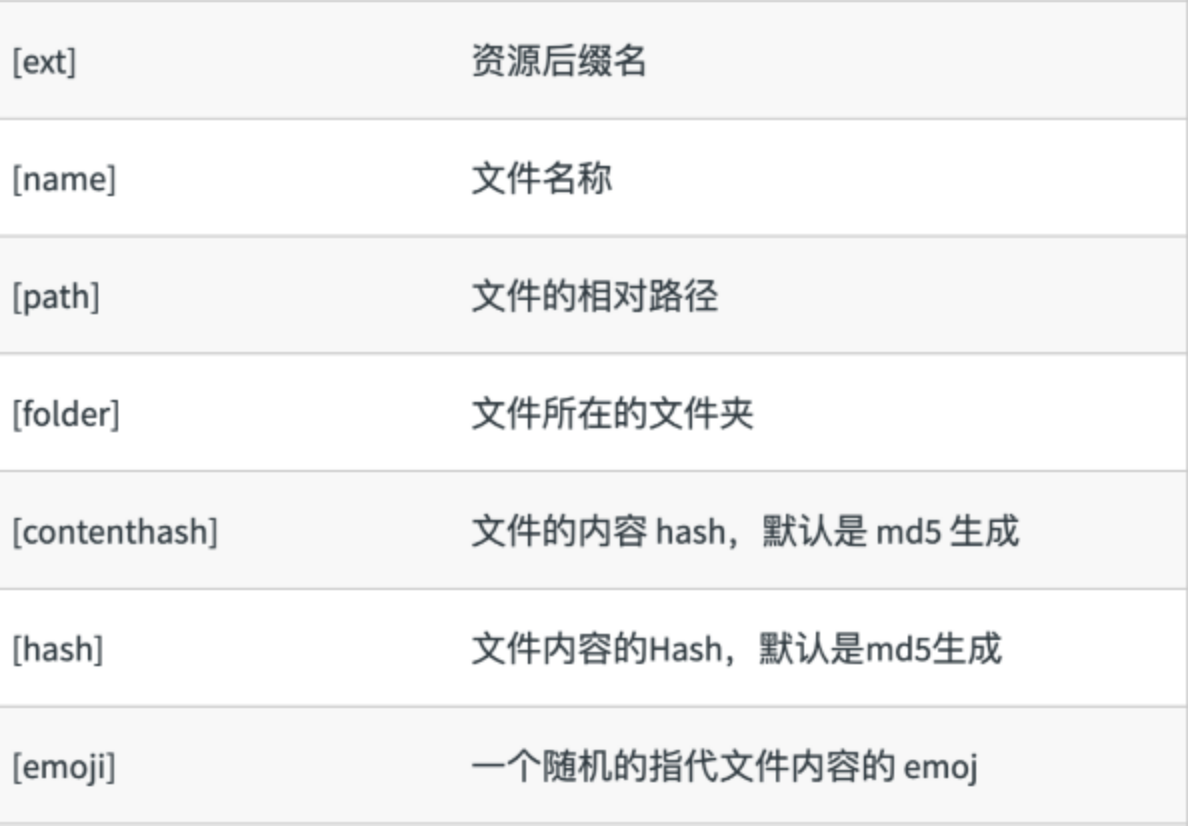 [ext] 资源后缀名
[name] 文件名称
[path] 文件的相对路径
[folder] 文件所在的文件夹
[contenthash] 文件的内容 hash，默认是 md5 生成
[hash] 文件内容的Hash，默认是md5生成
[emoji] 一个随机的指代文件内容的 emoj